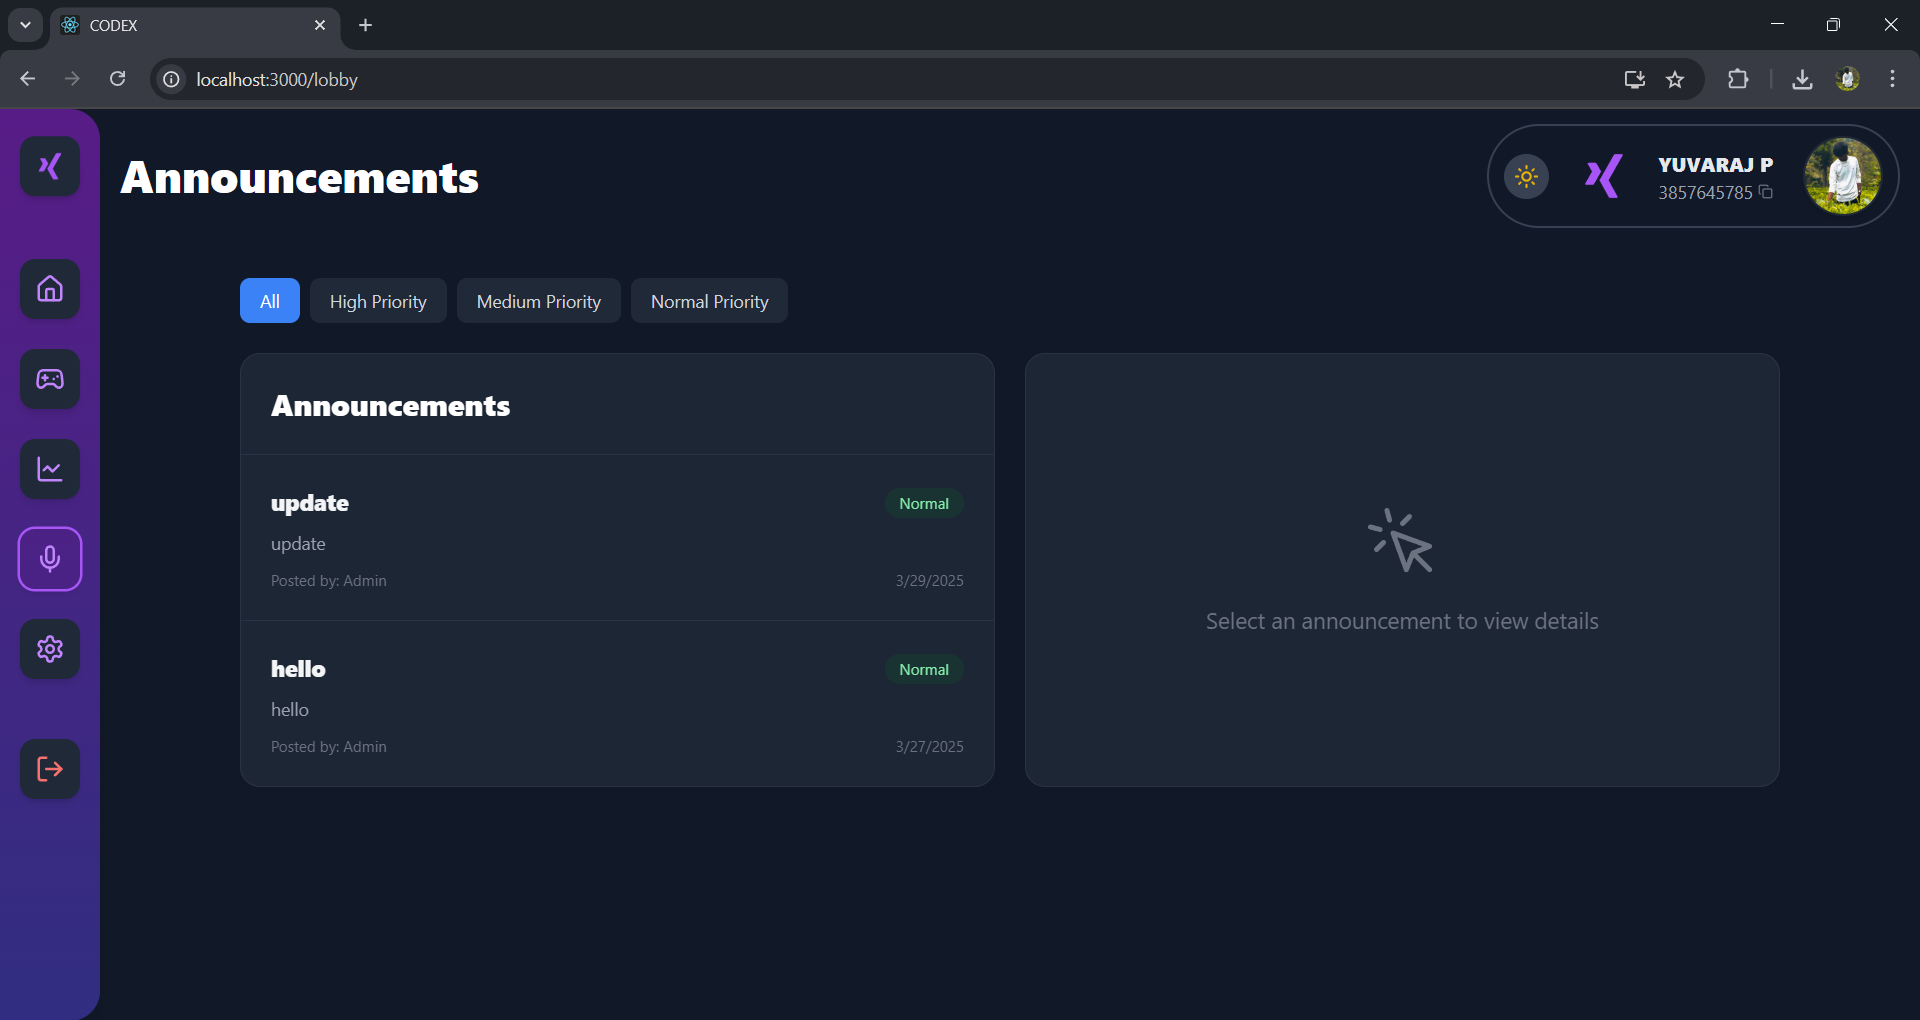 CODEX
localhost:3000/lobby
Announcements
YUVARAJ P
3857645785
All
High Priority
Medium Priority
Normal Priority
Announcements
update
Normal
update
Posted by: Admin
3/29/2025
hello
Normal
hello
Posted by: Admin
3/27/2025
Select an announcement to view details